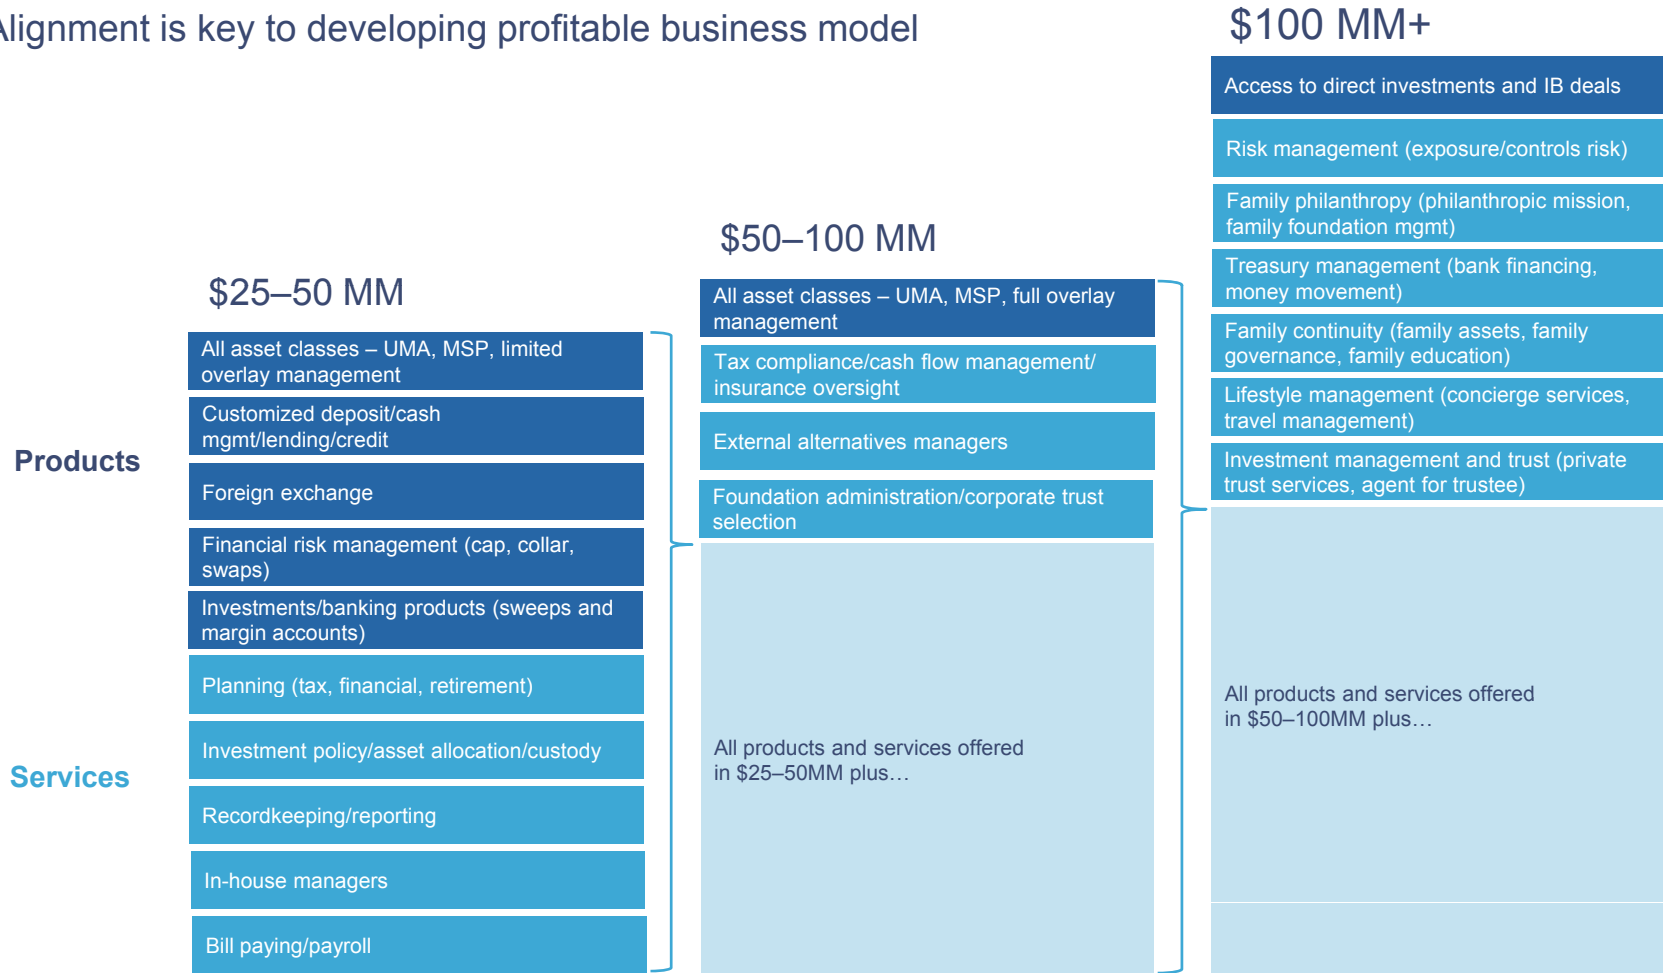 Alignment is key to developing profitable business model
$100 MM+
Access to direct investments and IB deals
Risk management (exposure/controls risk)
Family philanthropy (philanthropic mission,
family foundation mgmt)
Treasury management (bank financing,
money movement)
Family continuity (family assets, family
governance, family education)
Lifestyle management (concierge services,
travel management)
Investment management and trust (private
trust services, agent for trustee)
All products and services offered
in $50–100MM plus…
$50–100 MM
All asset classes – UMA, MSP, full overlay
management
Tax compliance/cash flow management/
insurance oversight
External alternatives managers
Foundation administration/corporate trust
selection
All products and services offered
in $25–50MM plus…
$25–50 MM
All asset classes – UMA, MSP, limited
overlay management
Customized deposit/cash
mgmt/lending/credit
Foreign exchange
Financial risk management (cap, collar,
swaps)
Investments/banking products (sweeps and
margin accounts)
Planning (tax, financial, retirement)
Investment policy/asset allocation/custody
Recordkeeping/reporting
In-house managers
Bill paying/payroll
Products
Services